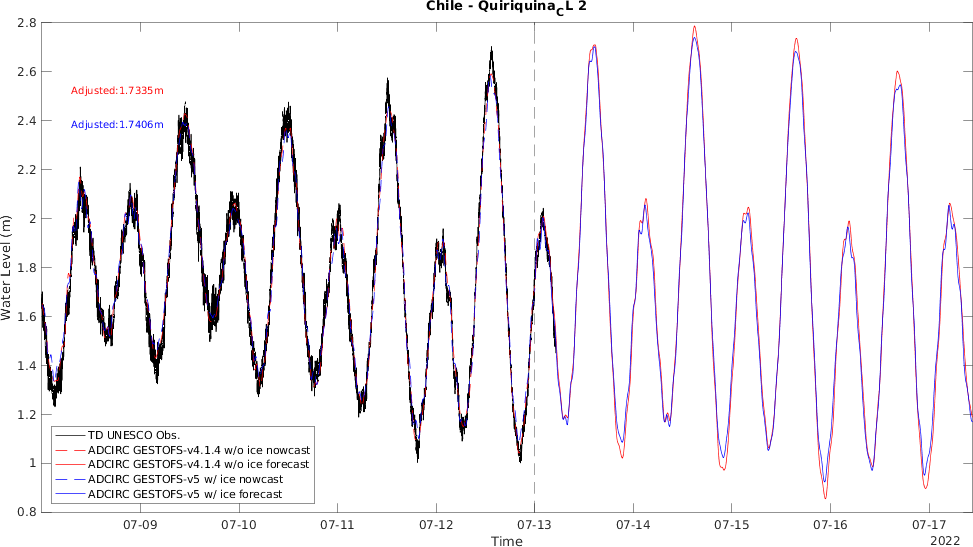 Chile - Quiriquina_CL 2
Adjusted:1.7335m
Adjusted:1.7406m
Water Level (m)
2.8
2.6
2.4
2.2
2
1.8
1.6
1.4
1.2
1
0.8
TD UNESCO Obs.
ADCIRC GESTOFS-v4.1.4 w/o ice nowcast
ADCIRC GESTOFS-v4.1.4 w/o ice forecast
ADCIRC GESTOFS-v5 w/ ice nowcast
ADCIRC GESTOFS-v5 w/ ice forecast
07-09 07-10 07-11 07-12 07-13 07-14 07-15 07-16 07-17
Time
2022